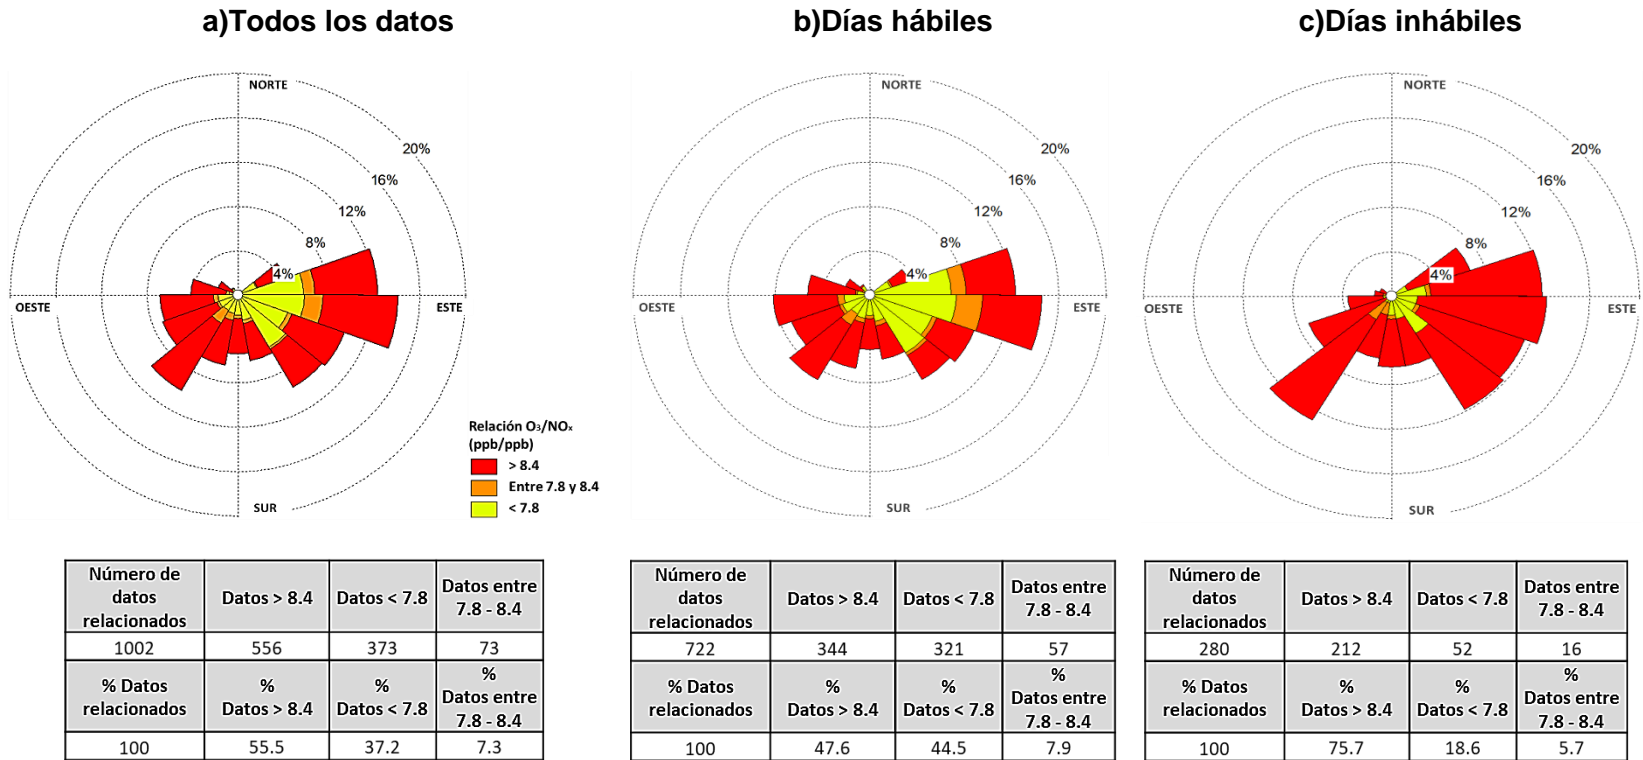 a)Todos los datos
NORTE
20%
16%
12%
8%
4%
OESTE
ESTE
SUR
Relación O₃/NOₓ
(ppb/ppb)
> 8.4
Entre 7.8 y 8.4
< 7.8
Número de
datos
relacionados
Datos > 8.4
Datos < 7.8
Datos entre
7.8 - 8.4
1002
556
373
73
% Datos
relacionados
%
Datos > 8.4
%
Datos < 7.8
%
Datos entre
7.8 - 8.4
100
55.5
37.2
7.3
b)Días hábiles
NORTE
20%
16%
12%
8%
4%
OESTE
ESTE
SUR
Número de
datos
relacionados
Datos > 8.4
Datos < 7.8
Datos entre
7.8 - 8.4
722
344
321
57
% Datos
relacionados
%
Datos > 8.4
%
Datos < 7.8
%
Datos entre
7.8 - 8.4
100
47.6
44.5
7.9
c)Días inhábiles
NORTE
20%
16%
12%
8%
4%
OESTE
ESTE
SUR
Número de
datos
relacionados
Datos > 8.4
Datos < 7.8
Datos entre
7.8 - 8.4
280
212
52
16
% Datos
relacionados
%
Datos > 8.4
%
Datos < 7.8
%
Datos entre
7.8 - 8.4
100
75.7
18.6
5.7